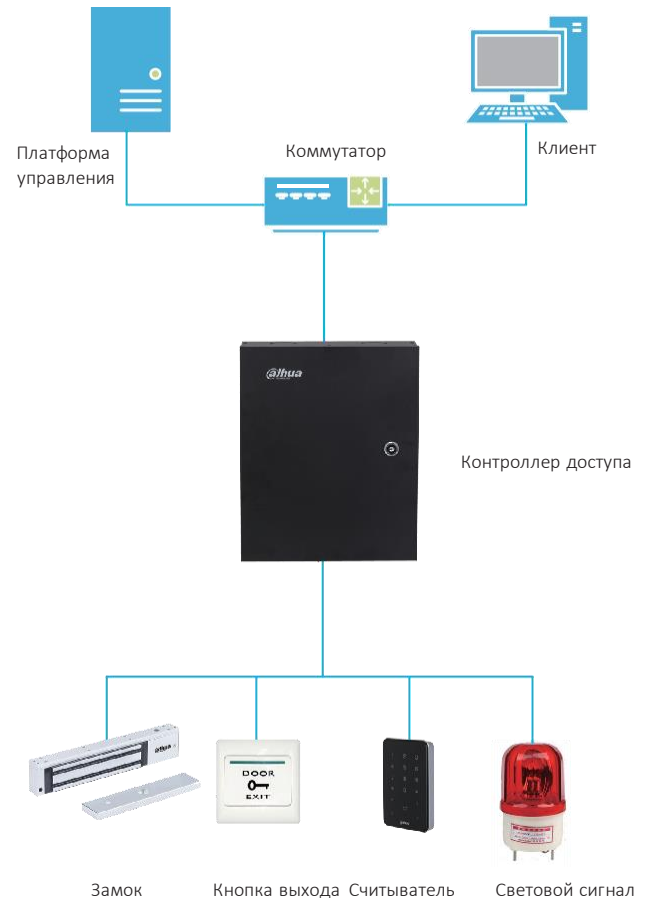 Платформа
управления
Коммутатор
Клиент
alhua
Контроллер доступа
alhua
DOOR
EXIT
Замок
Кнопка выхода
Считыватель
Световой сигнал